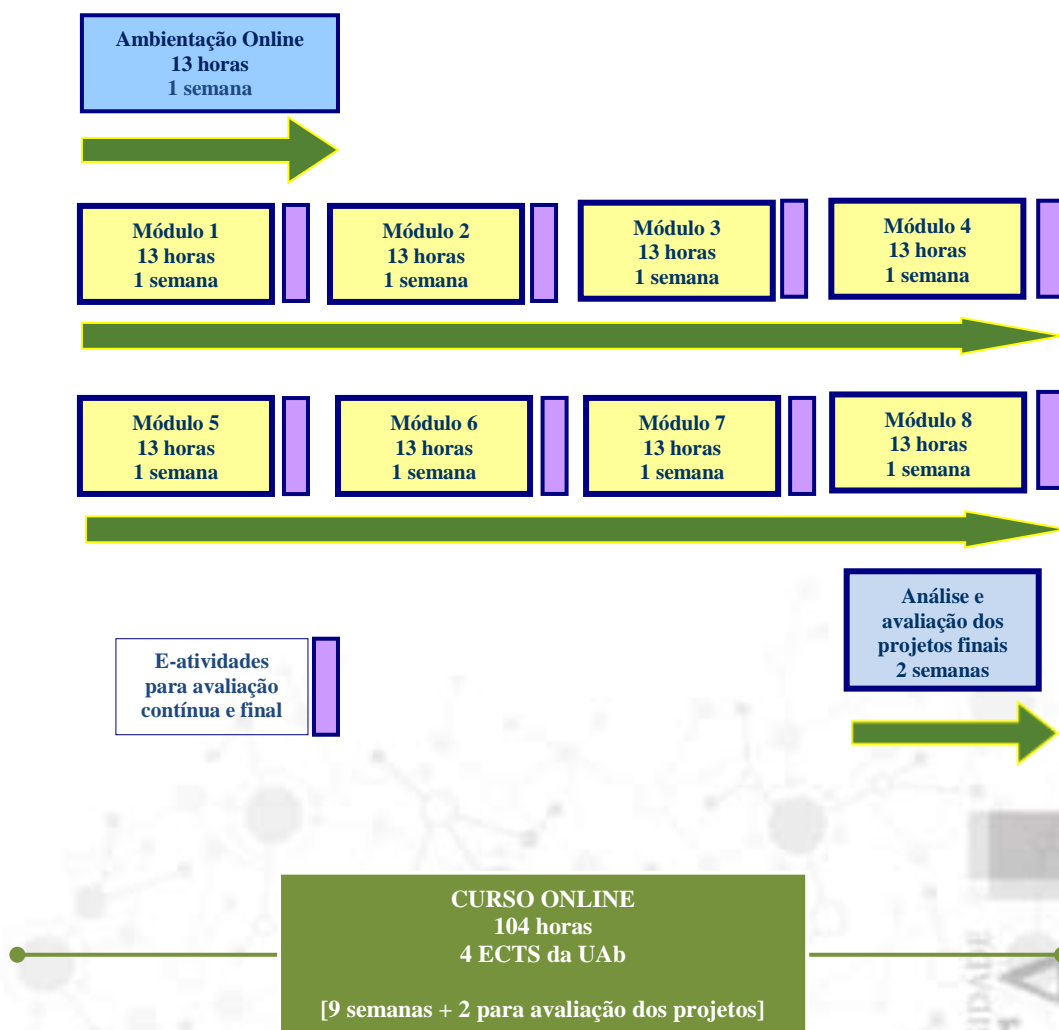 Ambientação Online
13 horas
1 semana
Módulo 1
13 horas
1 semana
Módulo 2
13 horas
1 semana
Módulo 3
13 horas
1 semana
Módulo 4
13 horas
1 semana
Módulo 5
13 horas
1 semana
Módulo 6
13 horas
1 semana
Módulo 7
13 horas
1 semana
Módulo 8
13 horas
1 semana
Análise e
avaliação dos
projetos finais
2 semanas
E-atividades
para avaliação
contínua e final
CURSO ONLINE
104 horas
4 ECTS da UAb
[9 semanas + 2 para avaliação dos projetos]